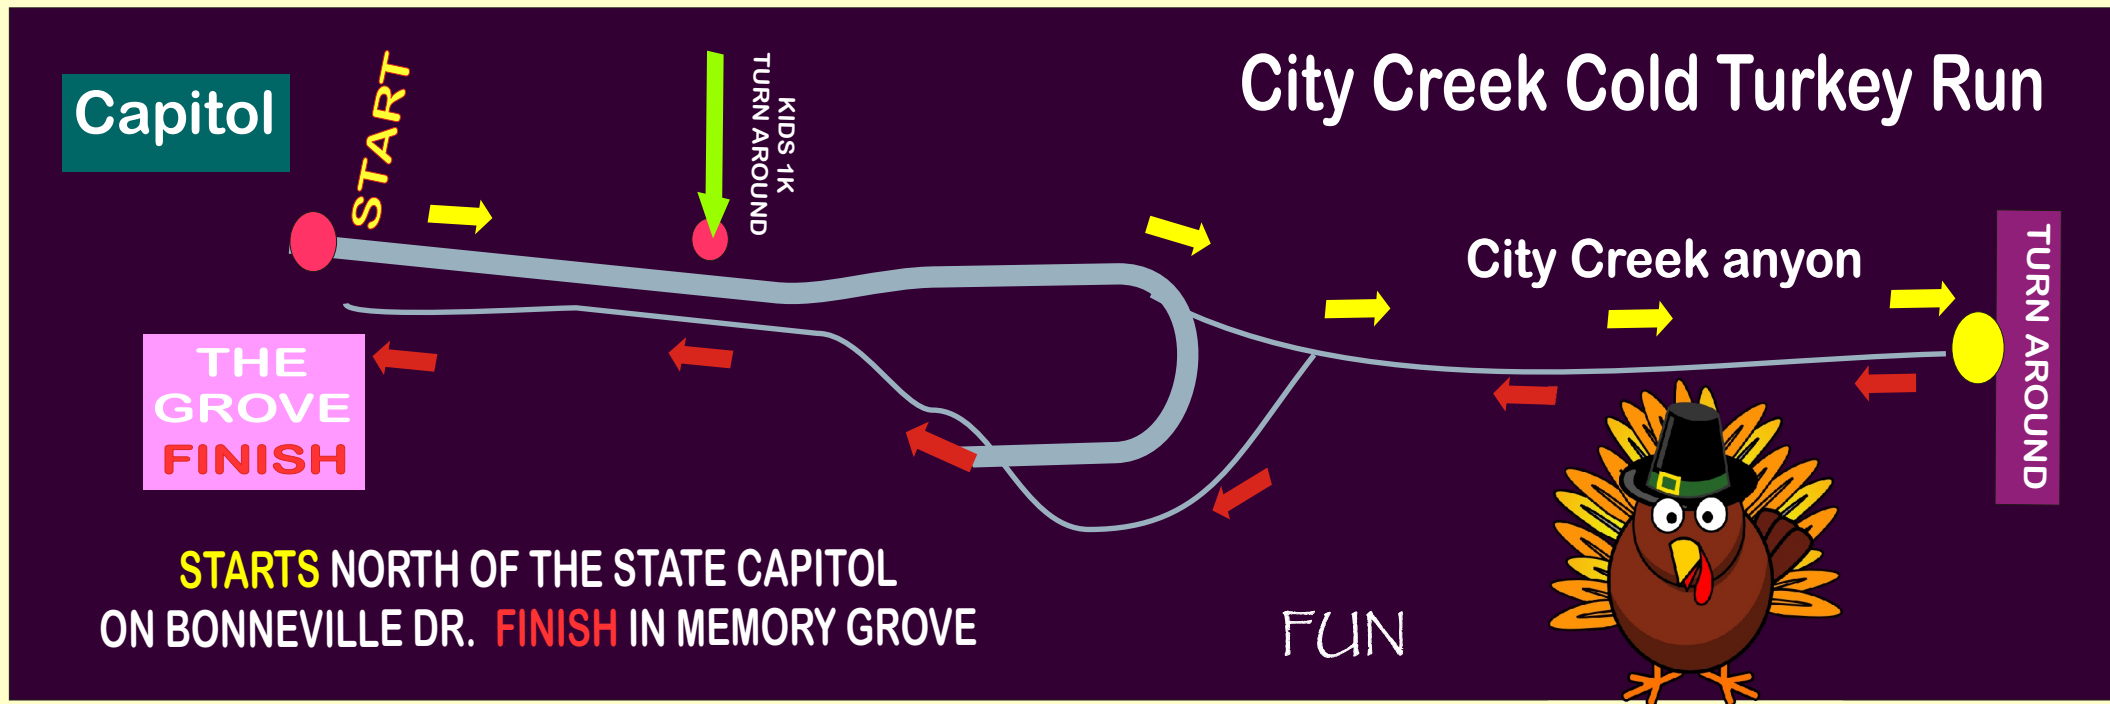 City Creek Cold Turkey Run
Capitol
START
KIDS 1K
TURN AROUND
City Creek anyon
TURN AROUND
THE
GROVE
FINISH
STARTS NORTH OF THE STATE CAPITOL
ON BONNEVILLE DR. FINISH IN MEMORY GROVE
FUN